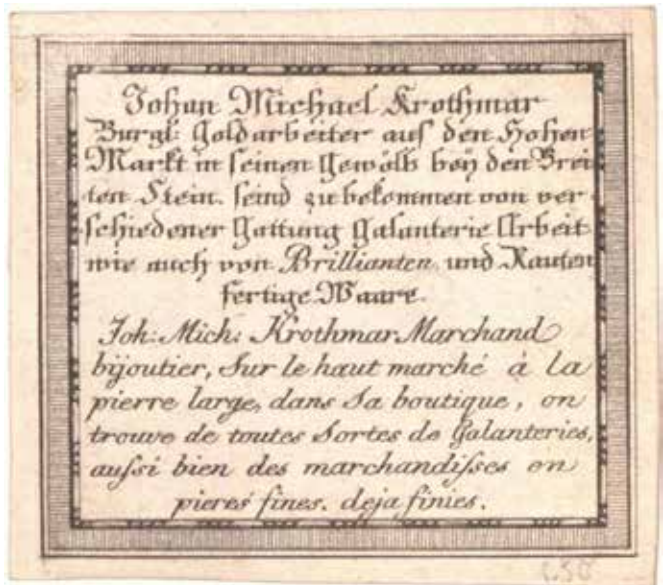 Johan Michael Krothmar
Burgl: Goldarbeiter auf den Hohen
Markt in seinen Gewölb beÿ den Brei
ten Stein. seind zu bekommen von ver
schiedener Gattung Galanterie Arbeit
wie auch von Brillianten, und Rauten
fertige Waare.
Joh: Mich: Krothmar Marchand
bijoutier, Sur le haut marché à la
pierre large, dans Sa boutique, on
trouve de toutes Sortes de Galanteries,
aussi bien des marchandisses en
pieres fines. deja finies.